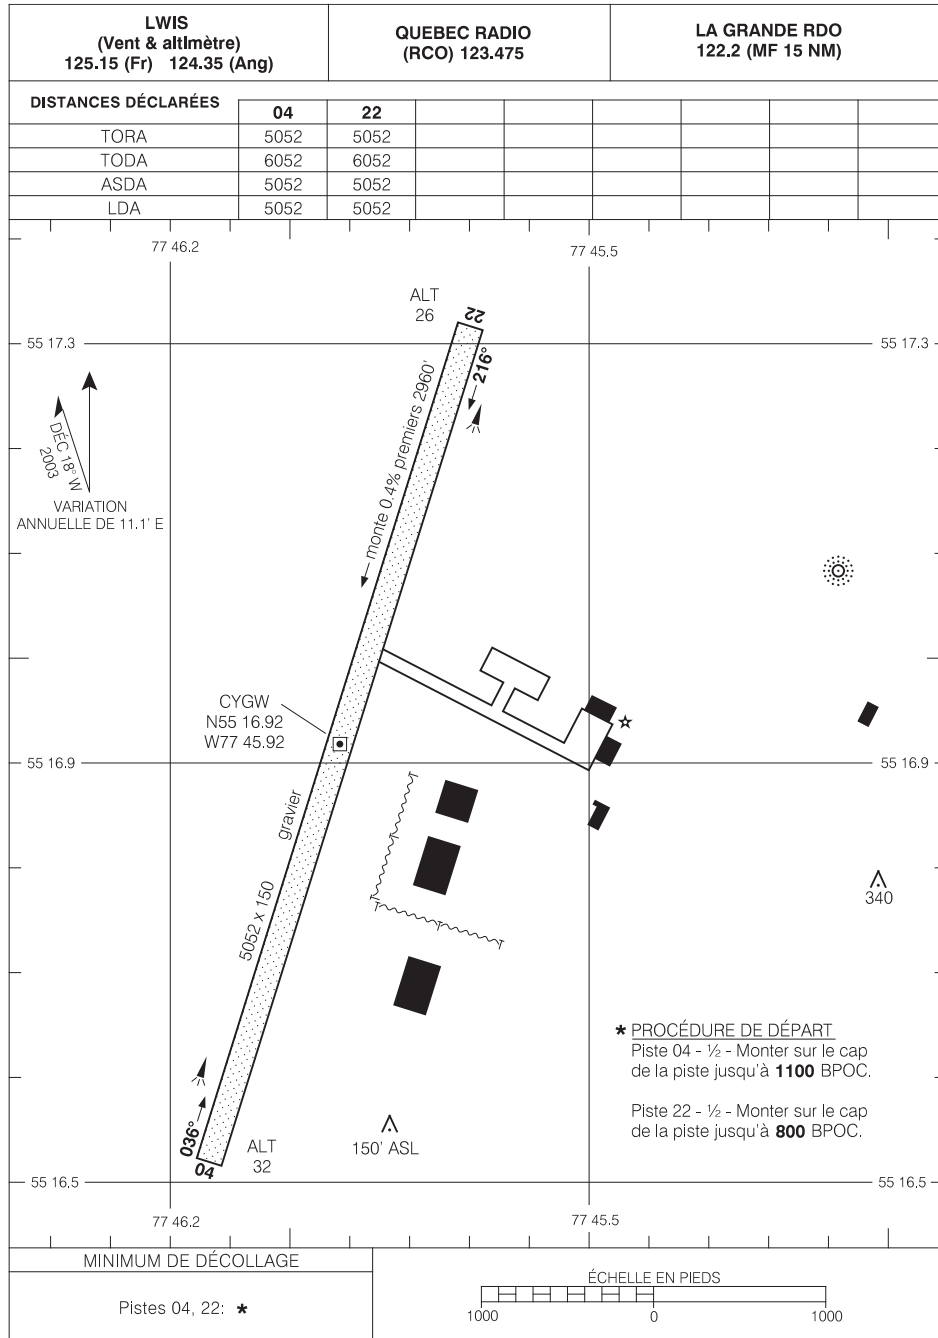 LWIS
(Vent & altimètre)
125.15 (Fr) 124.35 (Ang)
QUEBEC RADIO
(RCO) 123.475
LA GRANDE RDO
122.2 (MF 15 NM)
DISTANCES DÉCLARÉES
04 22
TORA 5052 5052
TODA 6052 6052
ASDA 5052 5052
LDA 5052 5052
77 46.2 77 45.5
ALT
26
22
55 17.3 55 17.3
216°
monte 0.4% premiers 2960'
DÉC 18° W
2003
VARIATION
ANNUELLE DE 11.1' E
CYGW
N55 16.92
W77 45.92
55 16.9 55 16.9
gravier
5052 x 150
340
* PROCÉDURE DE DÉPART
Piste 04 - ½ - Monter sur le cap
de la piste jusqu'à 1100 BPOC.
Piste 22 - ½ - Monter sur le cap
de la piste jusqu'à 800 BPOC.
150' ASL
036°
04
ALT
32
55 16.5 55 16.5
77 46.2 77 45.5
MINIMUM DE DÉCOLLAGE
Pistes 04, 22: *
ÉCHELLE EN PIEDS
1000 0 1000